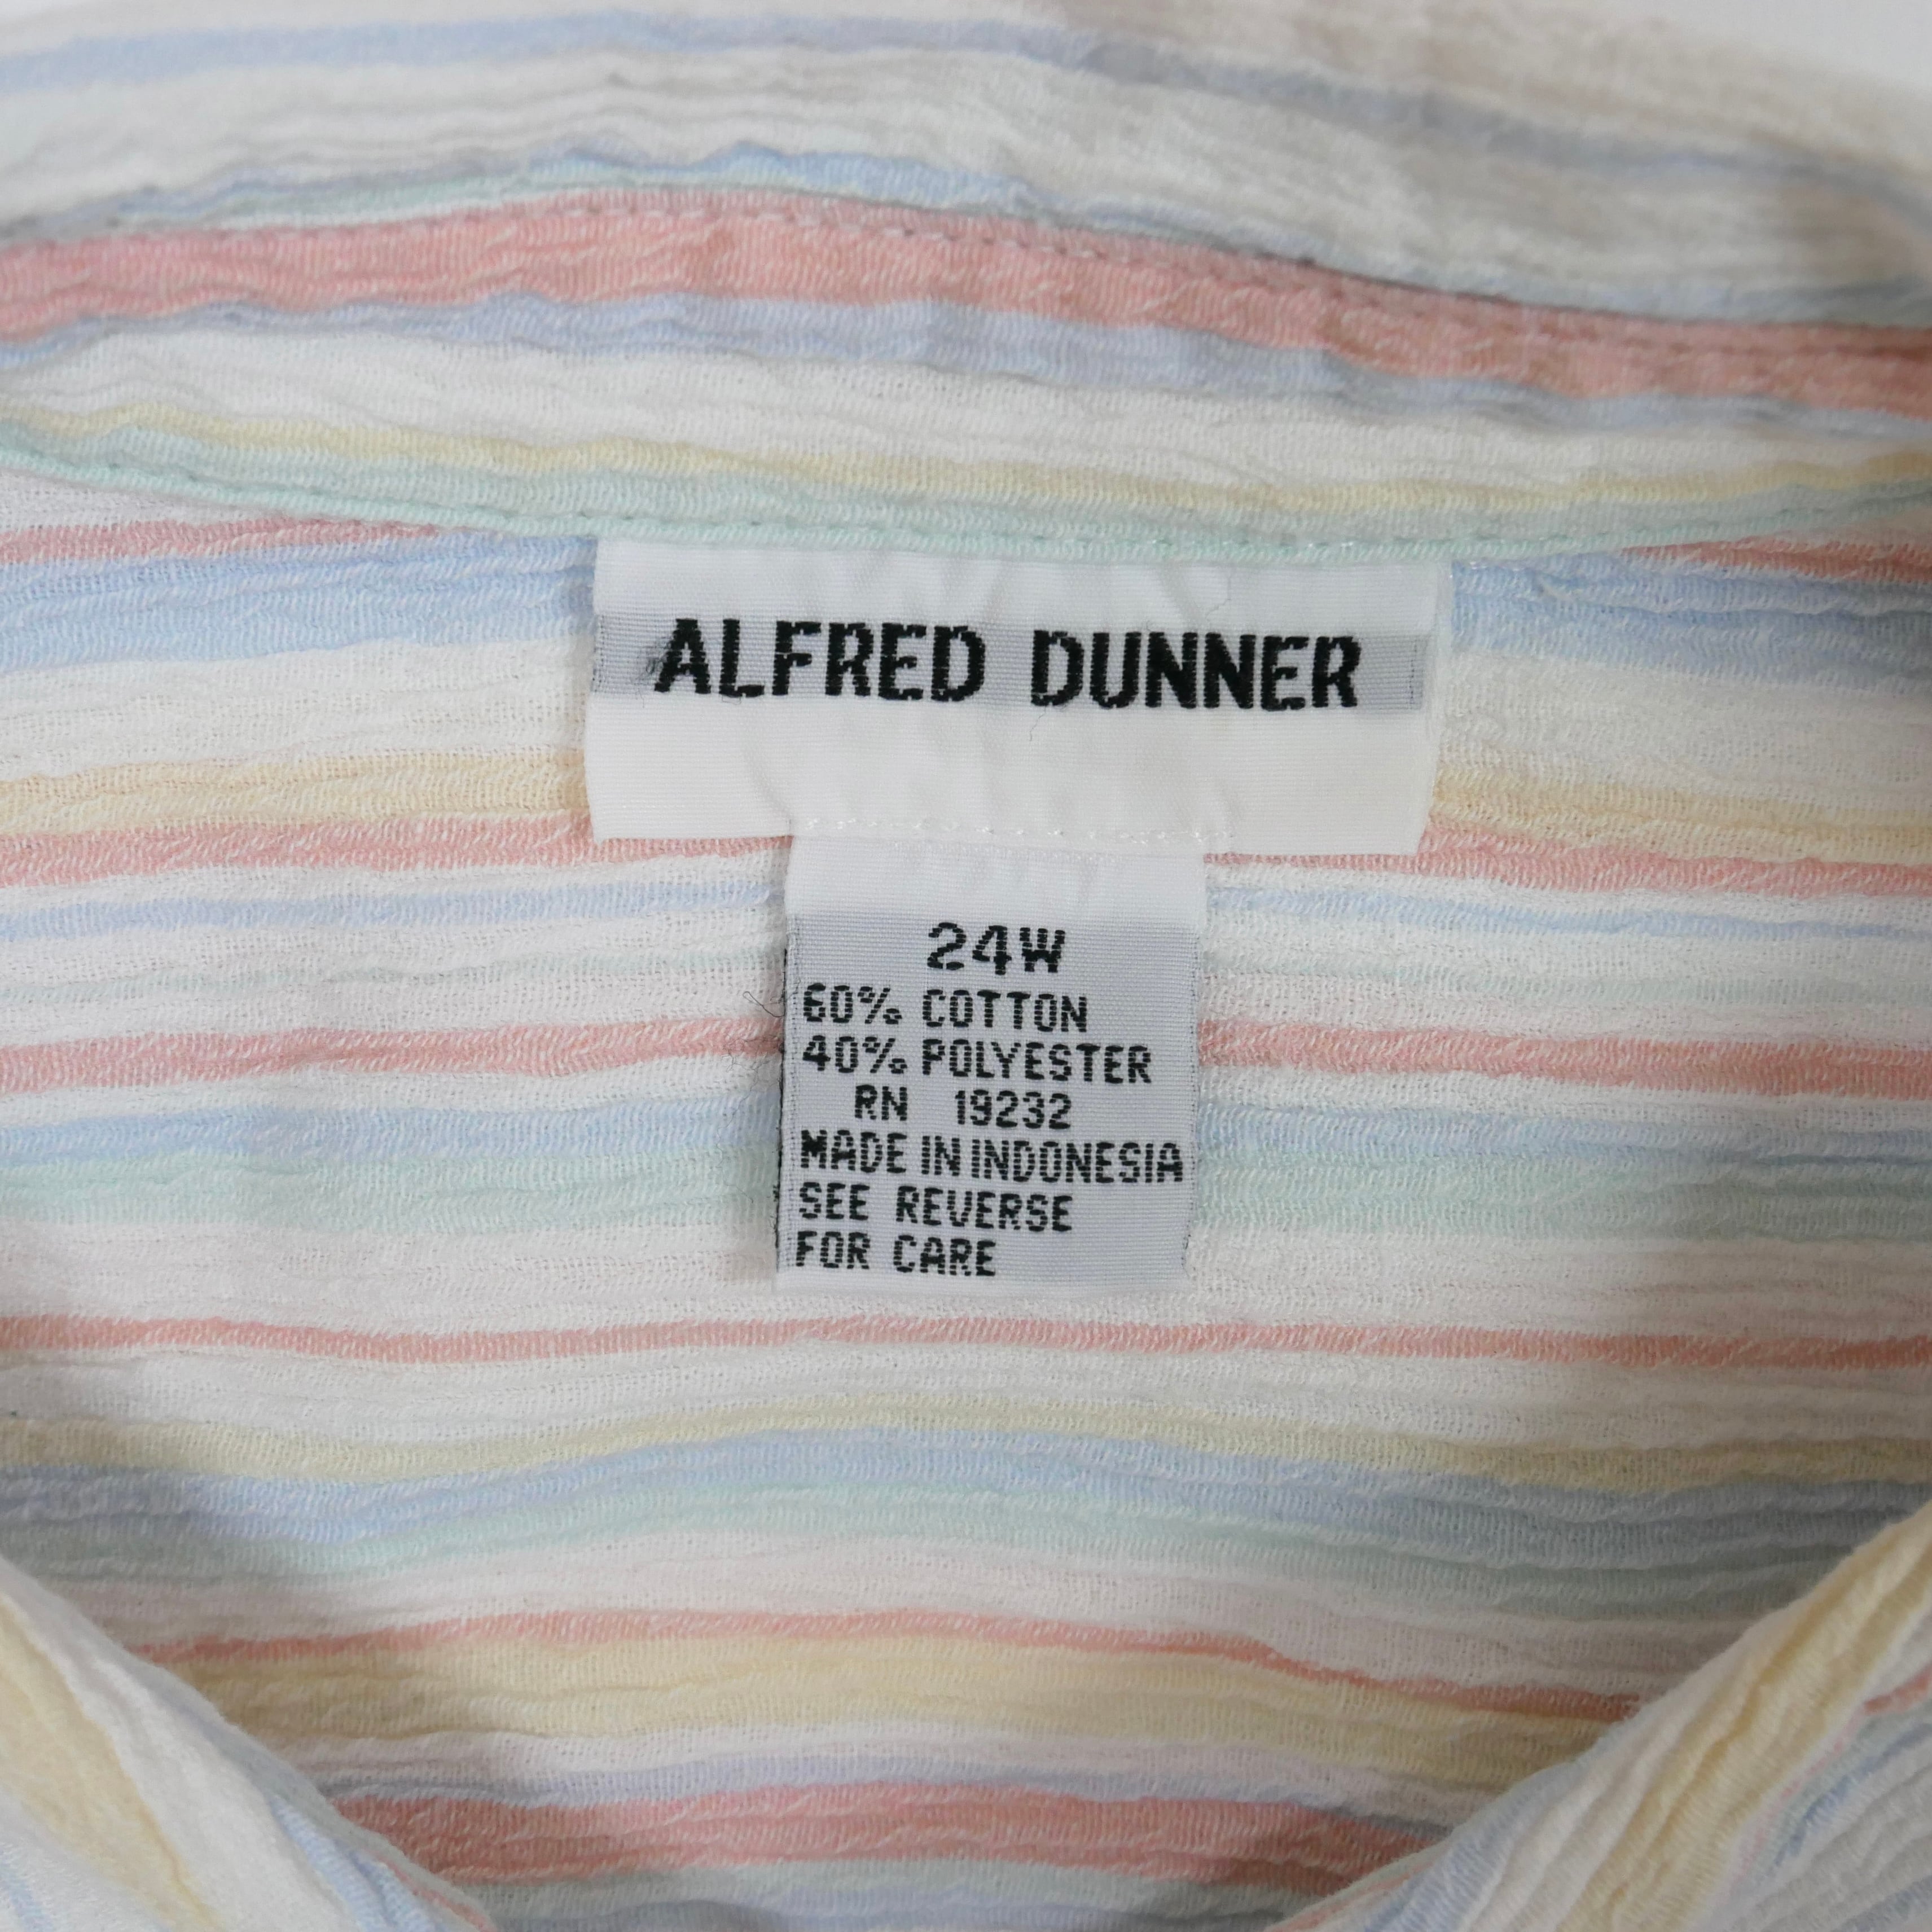 ALFRED DUNNER
24W
60% COTTON
40% POLYESTER
RN 19232
MADE IN INDONESIA
SEE REVERSE
FOR CARE